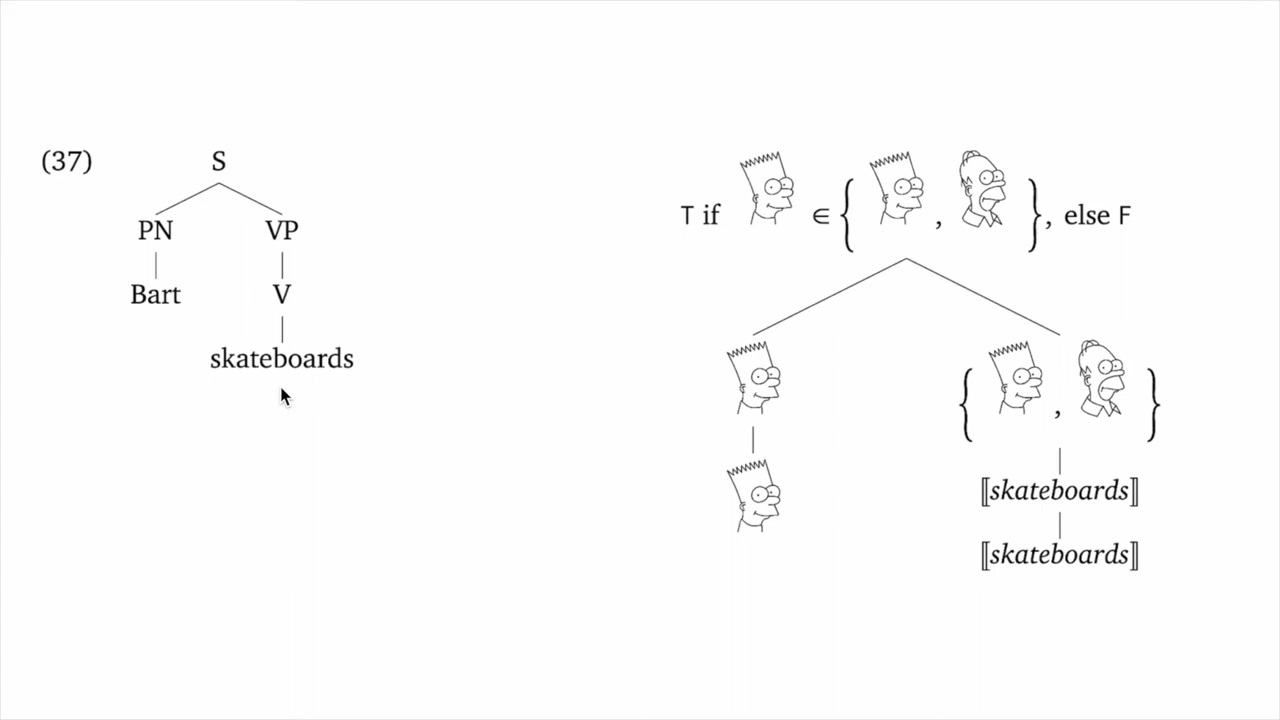 (37) S
PN VP
Bart V
skateboards
T if ∈ { , }, else F
{ , }
⟦skateboards⟧
⟦skateboards⟧